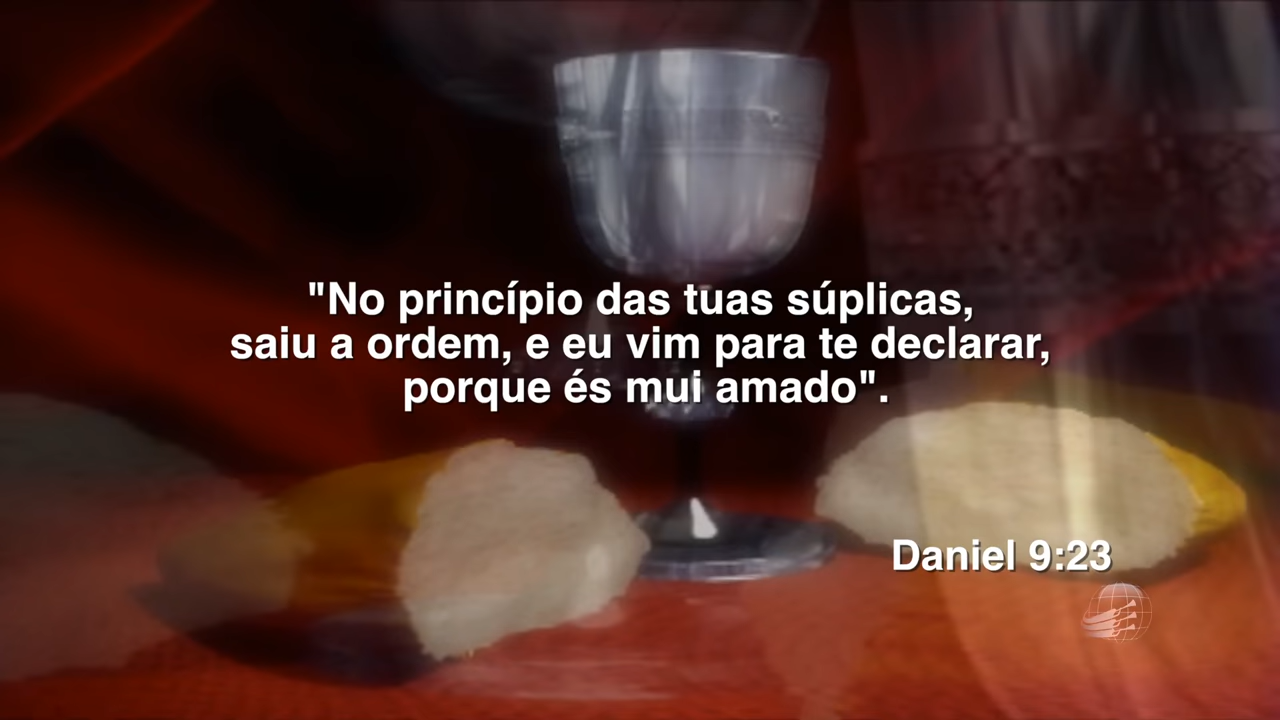 "No princípio das tuas súplicas,
saiu a ordem, e eu vim para te declarar,
porque és mui amado".
Daniel 9:23